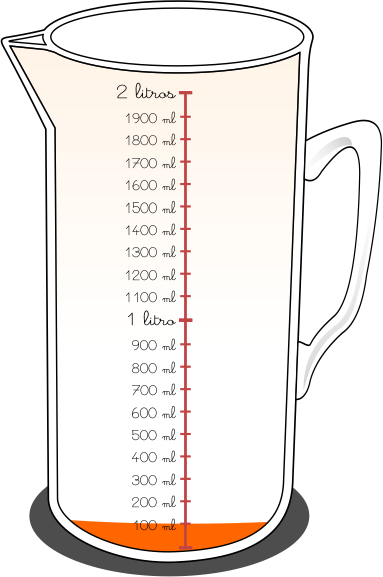 2 litros
1900 ml
1800 ml
1700 ml
1600 ml
1500 ml
1400 ml
1300 ml
1200 ml
1100 ml
1 litro
900 ml
800 ml
700 ml
600 ml
500 ml
400 ml
300 ml
200 ml
100 ml